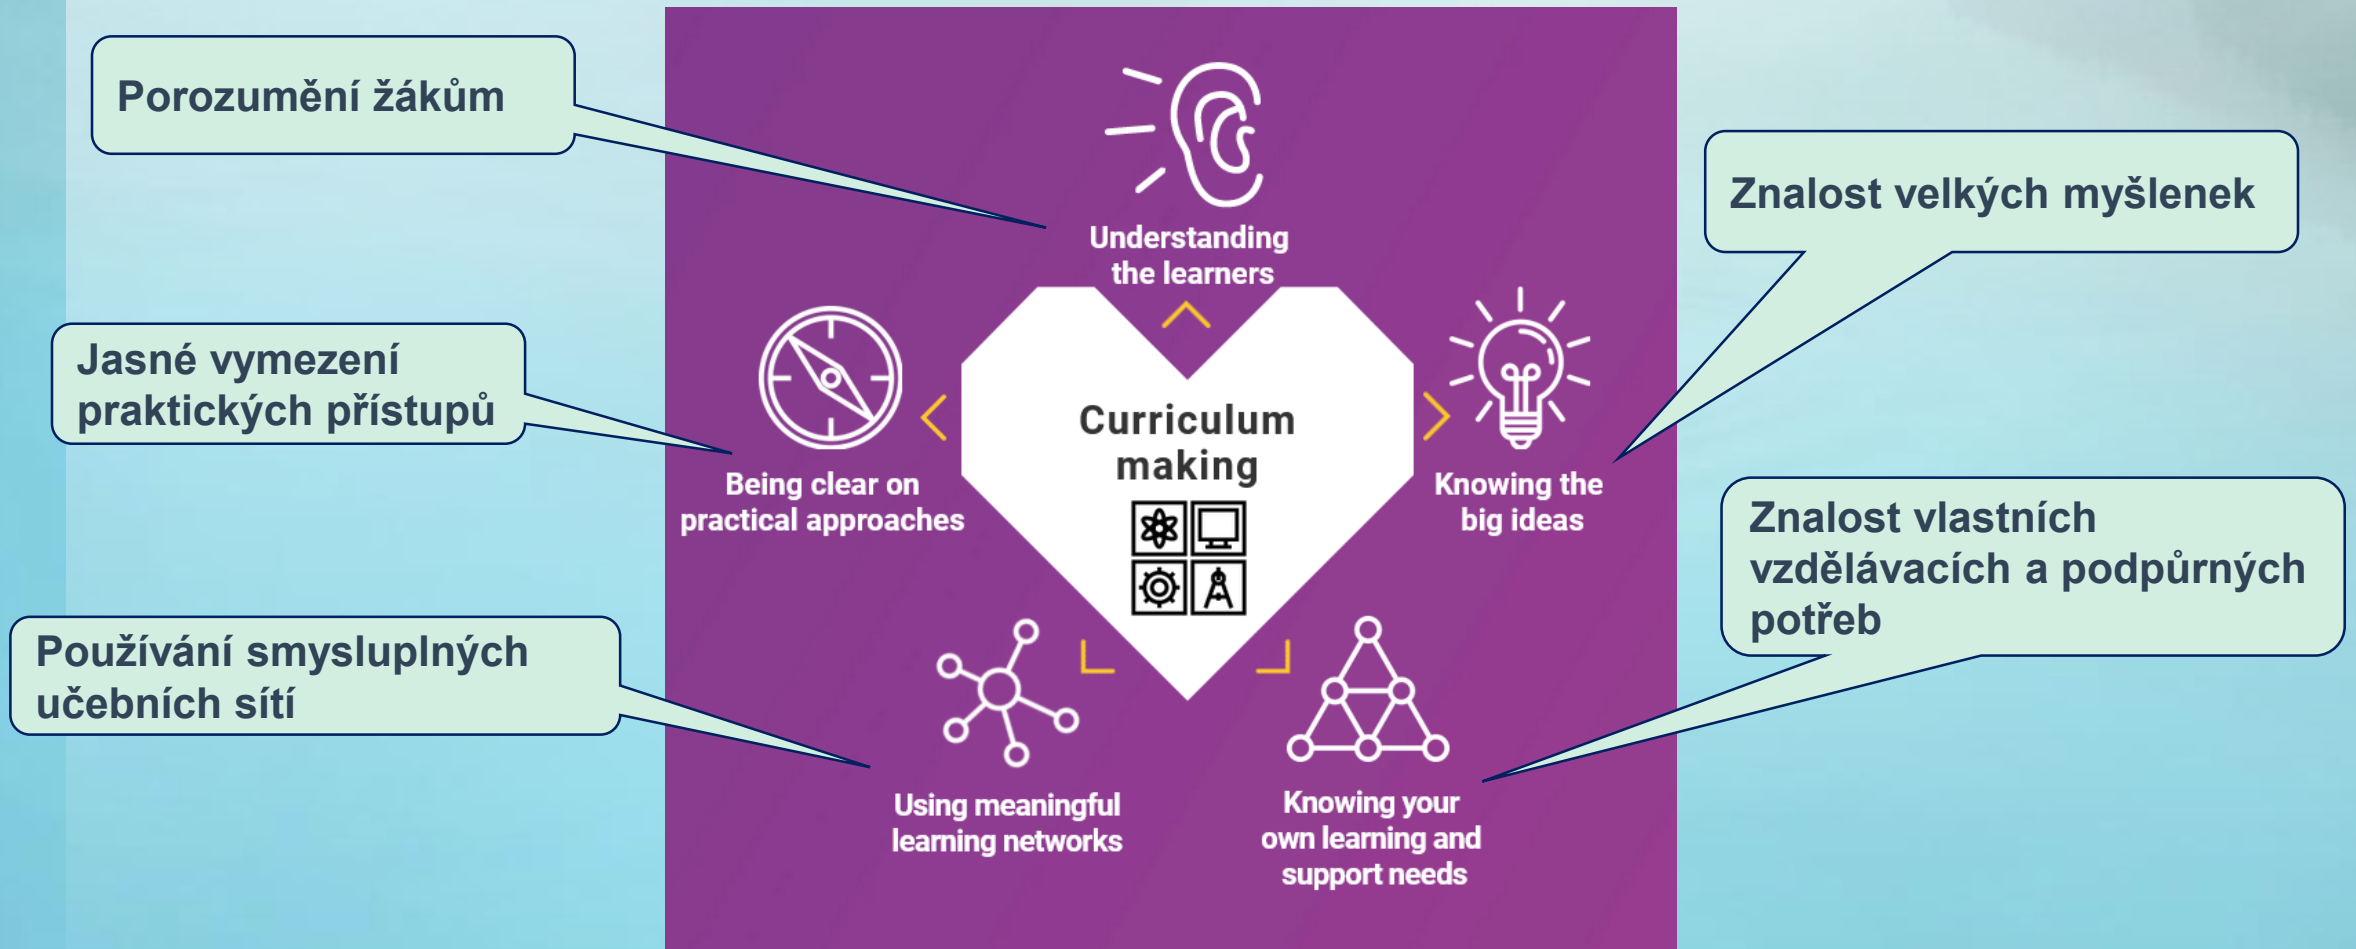 Porozumění žákům
Understanding
the learners
Znalost velkých myšlenek
Jasné vymezení
praktických přístupů
Curriculum
making
Being clear on
practical approaches
Knowing the
big ideas
Znalost vlastních
vzdělávacích a podpůrných
potřeb
Používání smysluplných
učebních sítí
Using meaningful
learning networks
Knowing your
own learning and
support needs